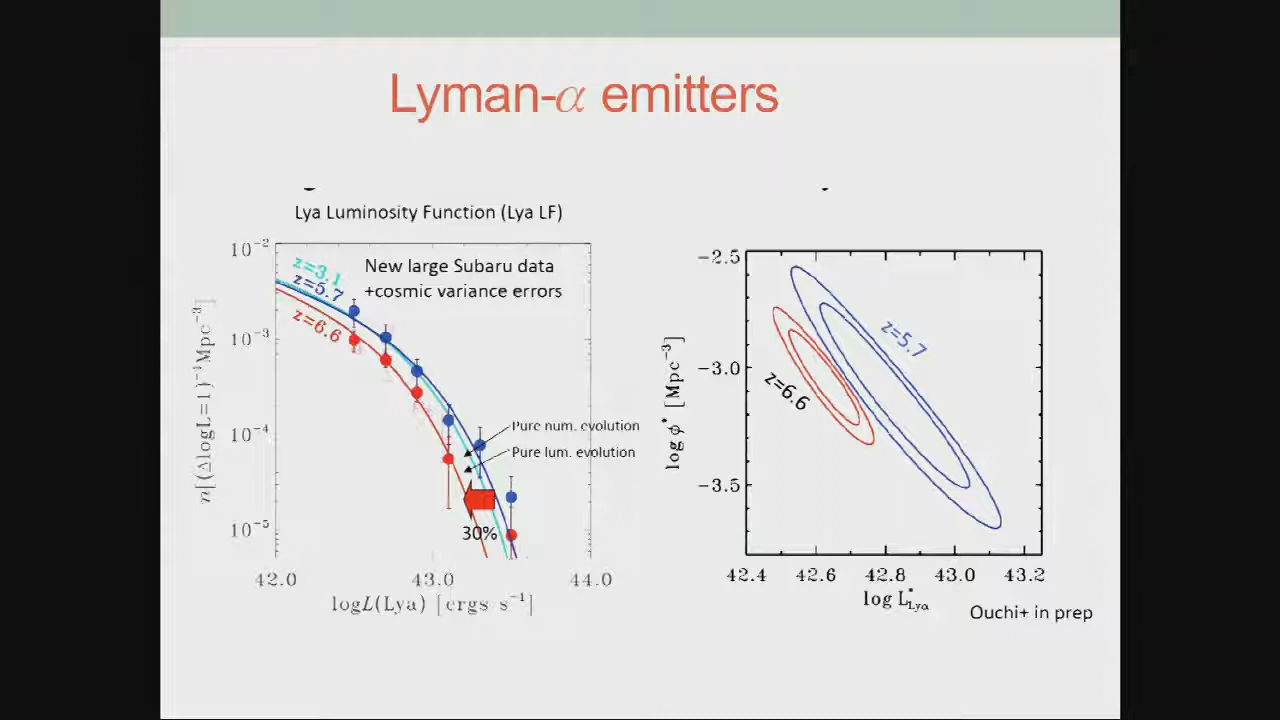 Lyman-α emitters
Lya Luminosity Function (Lya LF)
10⁻²
10⁻³
10⁻⁴
10⁻⁵
n[(ΔlogL=1)⁻¹Mpc⁻³]
z=3.1
z=5.7
z=6.6
New large Subaru data
+cosmic variance errors
Pure num. evolution
Pure lum. evolution
30%
42.0 43.0 44.0
logL(Lya) [ergs s⁻¹]
−2.5
−3.0
−3.5
log ϕ* [Mpc⁻³]
z=5.7
z=6.6
42.4 42.6 42.8 43.0 43.2
log L*Lyα
Ouchi+ in prep